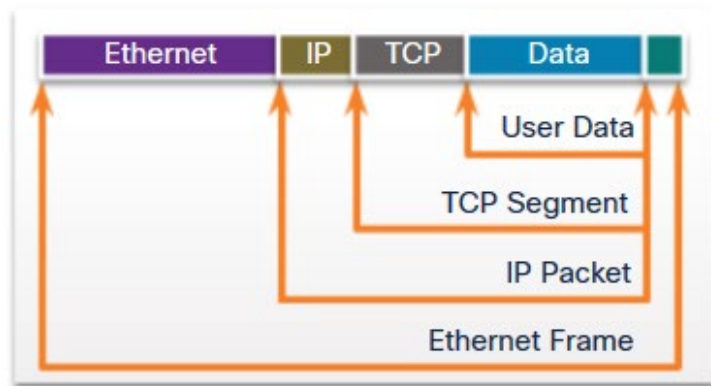 Ethernet IP TCP Data
User Data
TCP Segment
IP Packet
Ethernet Frame